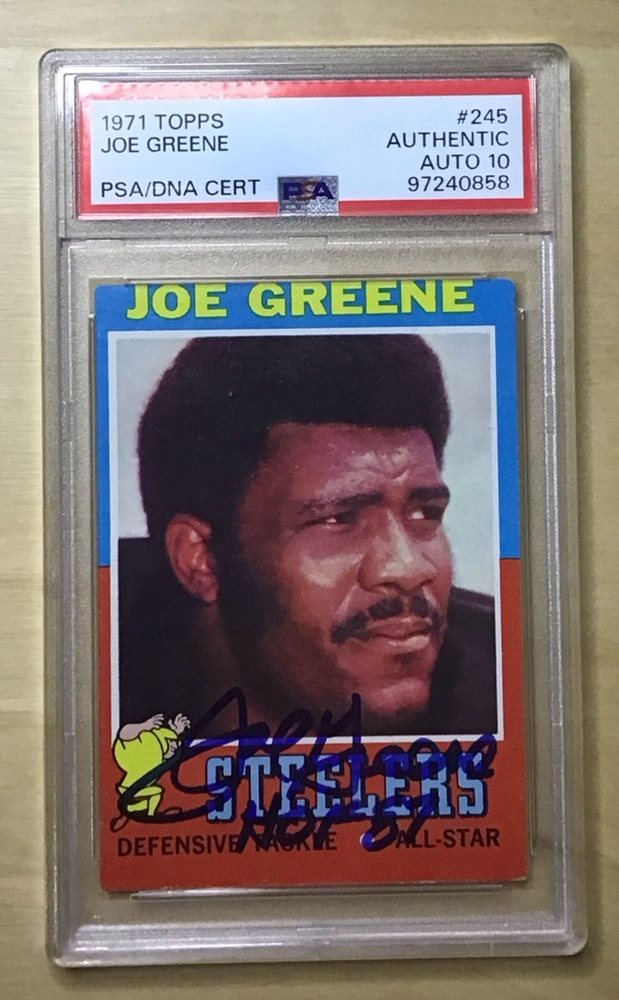 1971 TOPPS #245
JOE GREENE AUTHENTIC
AUTO 10
PSA/DNA CERT PSA 97240858
JOE GREENE
Joe Greene
STEELERS
HOF 87
DEFENSIVE TACKLE ALL-STAR